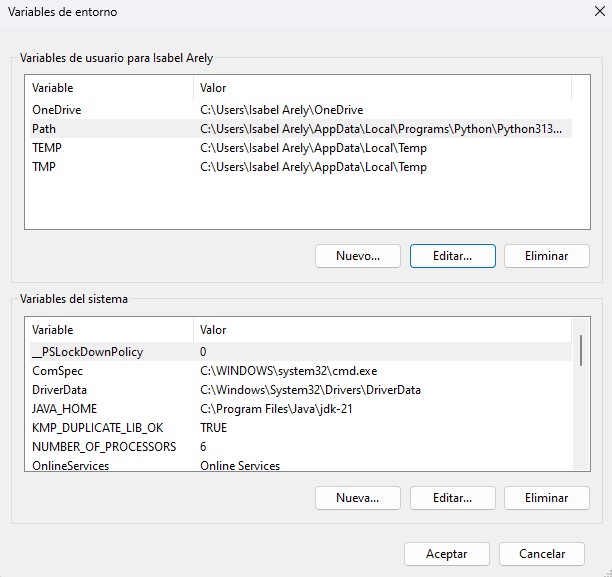 Variables de entorno
Variables de usuario para Isabel Arely
Variable Valor
OneDrive C:\Users\Isabel Arely\OneDrive
Path C:\Users\Isabel Arely\AppData\Local\Programs\Python\Python313...
TEMP C:\Users\Isabel Arely\AppData\Local\Temp
TMP C:\Users\Isabel Arely\AppData\Local\Temp
Nuevo... Editar... Eliminar
Variables del sistema
Variable Valor
__PSLockDownPolicy 0
ComSpec C:\WINDOWS\system32\cmd.exe
DriverData C:\Windows\System32\Drivers\DriverData
JAVA_HOME C:\Program Files\Java\jdk-21
KMP_DUPLICATE_LIB_OK TRUE
NUMBER_OF_PROCESSORS 6
OnlineServices Online Services
Nueva... Editar... Eliminar
Aceptar Cancelar